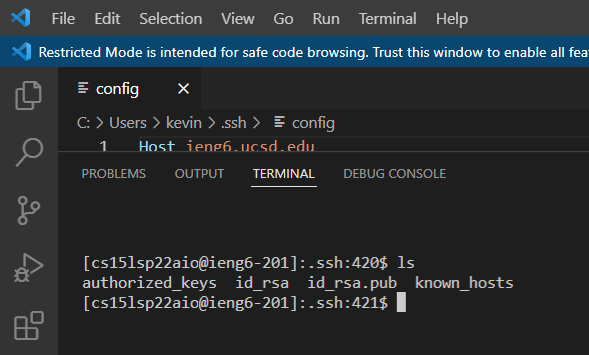 File Edit Selection View Go Run Terminal Help
Restricted Mode is intended for safe code browsing. Trust this window to enable all fea
config
C: > Users > kevin > .ssh > config
1 Host ieng6.ucsd.edu
PROBLEMS OUTPUT TERMINAL DEBUG CONSOLE
[cs15lsp22aio@ieng6-201]:.ssh:420$ ls
authorized_keys id_rsa id_rsa.pub known_hosts
[cs15lsp22aio@ieng6-201]:.ssh:421$